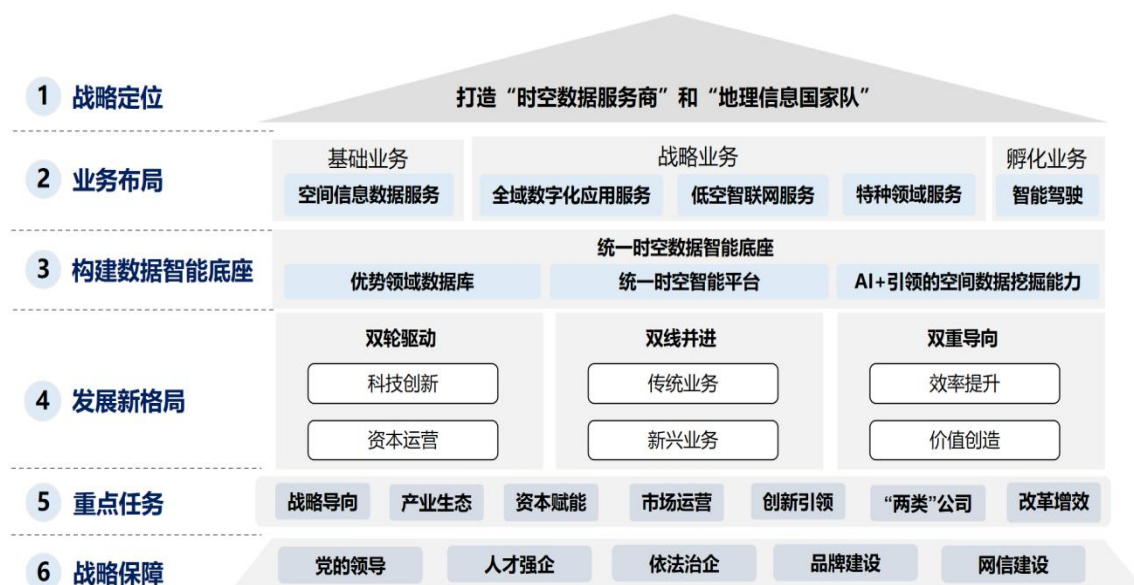 1 战略定位
打造“时空数据服务商”和“地理信息国家队”
2 业务布局
基础业务 战略业务 孵化业务
空间信息数据服务 全域数字化应用服务 低空智联网服务 特种领域服务 智能驾驶
3 构建数据智能底座
统一时空数据智能底座
优势领域数据库 统一时空智能平台 AI+引领的空间数据挖掘能力
4 发展新格局
双轮驱动 双线并进 双重导向
科技创新 传统业务 效率提升
资本运营 新兴业务 价值创造
5 重点任务
战略导向 产业生态 资本赋能 市场运营 创新引领 “两类”公司 改革增效
6 战略保障
党的领导 人才强企 依法治企 品牌建设 网信建设